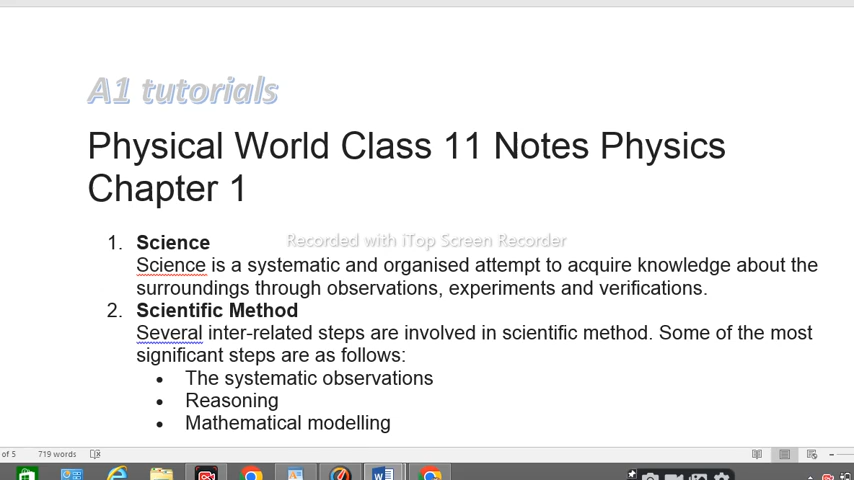 A1 tutorials
Physical World Class 11 Notes Physics
Chapter 1
1. Science
Recorded with iTop Screen Recorder
Science is a systematic and organised attempt to acquire knowledge about the
surroundings through observations, experiments and verifications.
2. Scientific Method
Several inter-related steps are involved in scientific method. Some of the most
significant steps are as follows:
• The systematic observations
• Reasoning
• Mathematical modelling
of 5 719 words